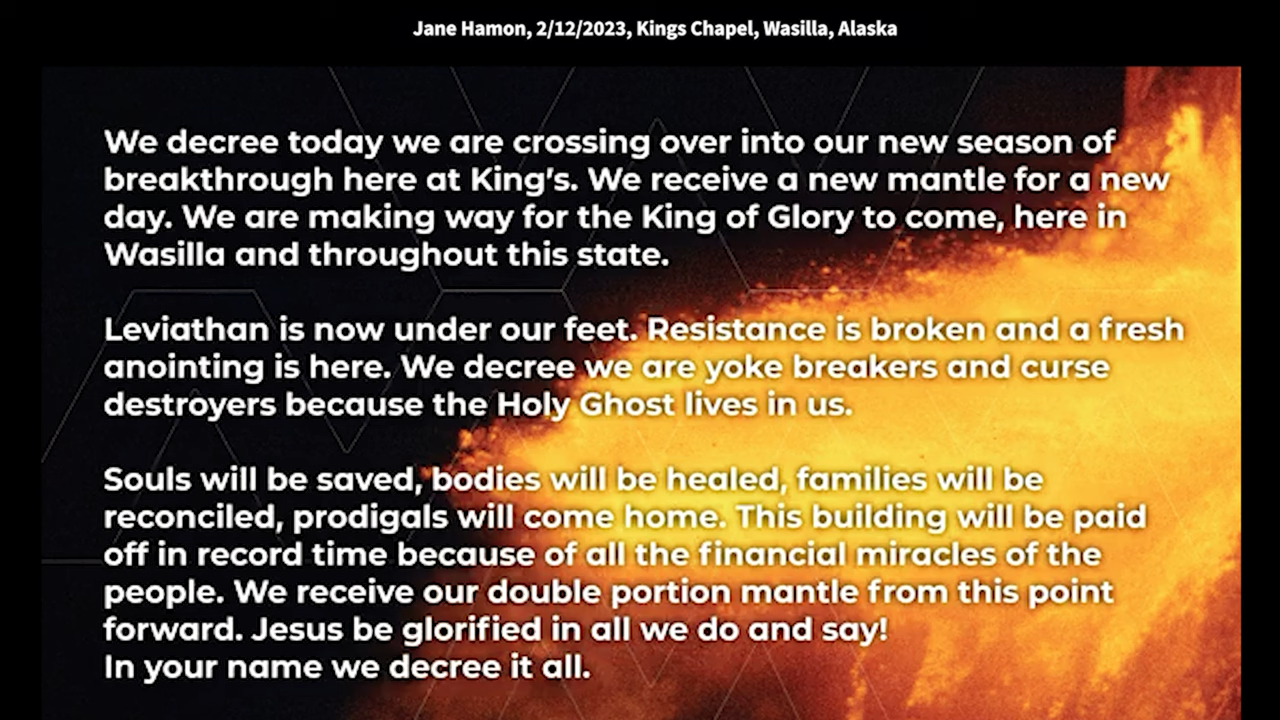 Jane Hamon, 2/12/2023, Kings Chapel, Wasilla, Alaska
We decree today we are crossing over into our new season of
breakthrough here at King's. We receive a new mantle for a new
day. We are making way for the King of Glory to come, here in
Wasilla and throughout this state.
Leviathan is now under our feet. Resistance is broken and a fresh
anointing is here. We decree we are yoke breakers and curse
destroyers because the Holy Ghost lives in us.
Souls will be saved, bodies will be healed, families will be
reconciled, prodigals will come home. This building will be paid
off in record time because of all the financial miracles of the
people. We receive our double portion mantle from this point
forward. Jesus be glorified in all we do and say!
In your name we decree it all.